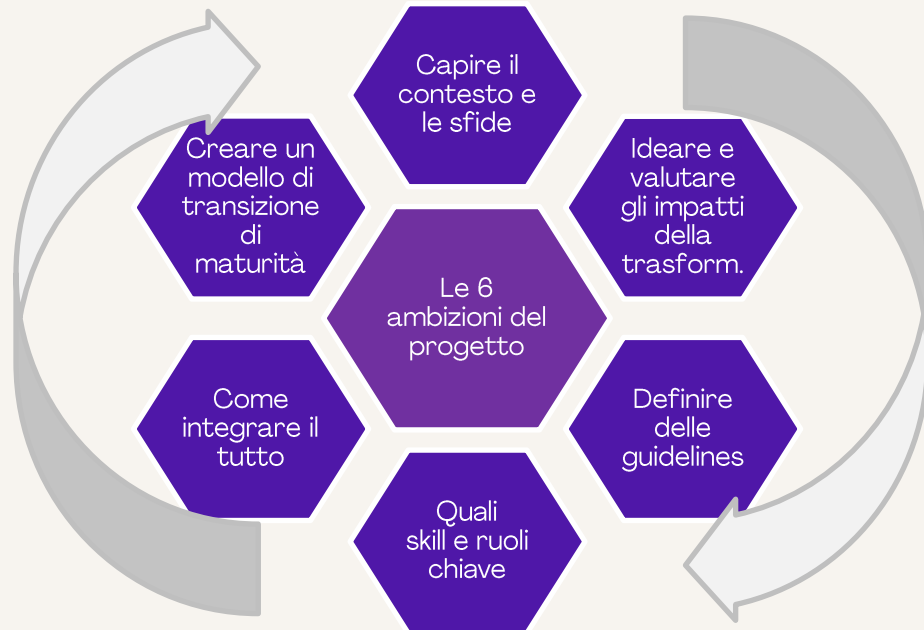 Capire il
contesto e
le sfide
Ideare e
valutare
gli impatti
della
trasform.
Definire
delle
guidelines
Quali
skill e ruoli
chiave
Come
integrare il
tutto
Creare un
modello di
transizione
di
maturità
Le 6
ambizioni del
progetto